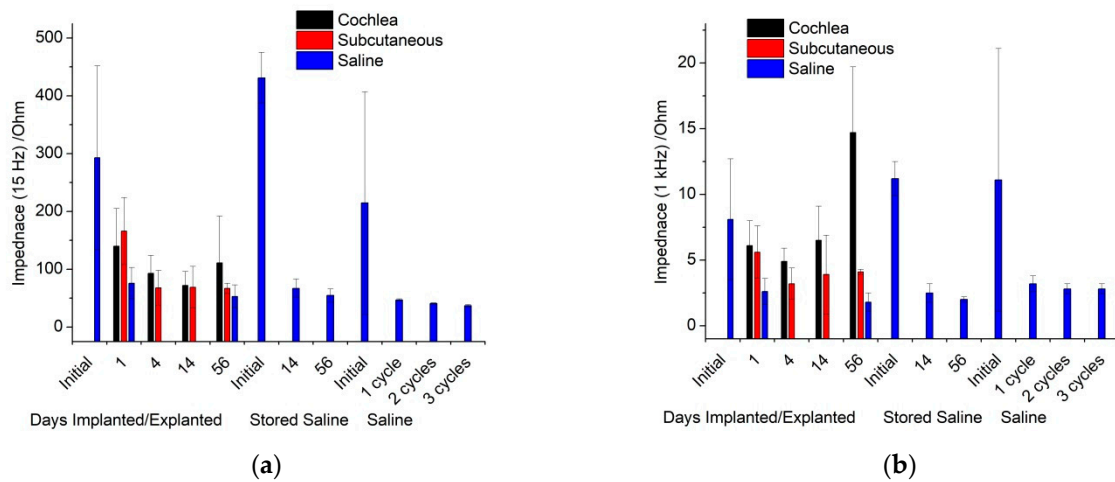 Cochlea
Subcutaneous
Saline
500
400
300
200
100
0
Impednace (15 Hz) /Ohm
Initial 1 4 14 56 Initial 14 56 Initial 1 cycle 2 cycles 3 cycles
Days Implanted/Explanted Stored Saline Saline
(a)
Cochlea
Subcutaneous
Saline
20
15
10
5
0
Impednace (1 kHz) /Ohm
Initial 1 4 14 56 Initial 14 56 Initial 1 cycle 2 cycles 3 cycles
Days Implanted/Explanted Stored Saline Saline
(b)